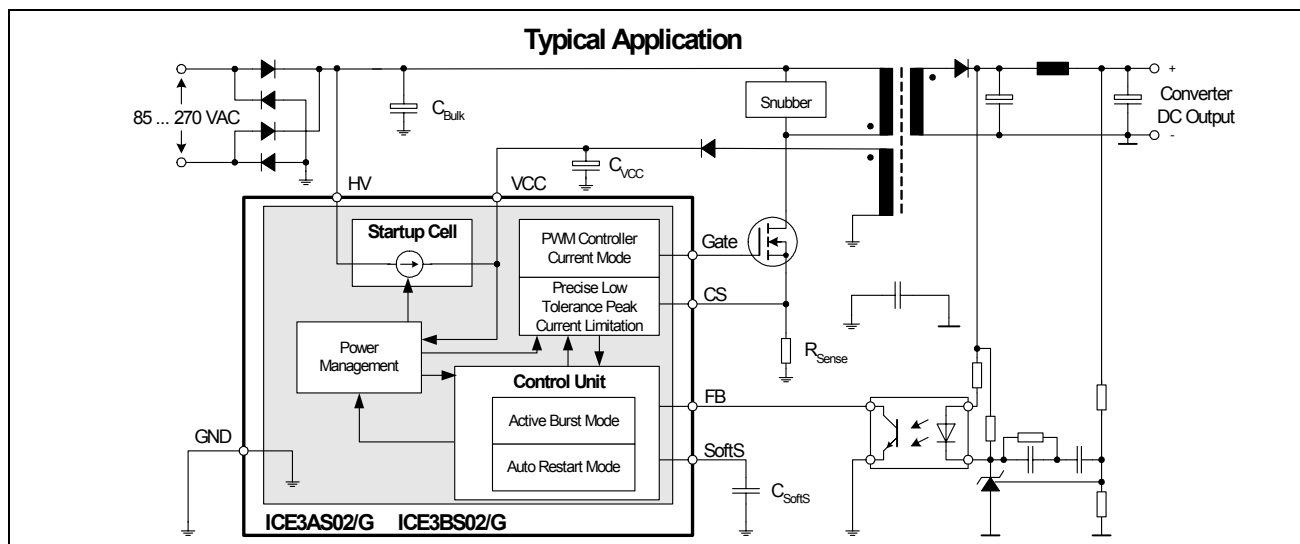 Typical Application
+
Snubber
85 ... 270 VAC
C_Bulk
Converter
DC Output
-
C_VCC
HV
VCC
Startup Cell
PWM Controller
Current Mode
Gate
Precise Low
Tolerance Peak
Current Limitation
CS
Power
Management
R_Sense
Control Unit
FB
Active Burst Mode
GND
SoftS
Auto Restart Mode
C_SoftS
ICE3AS02/G ICE3BS02/G